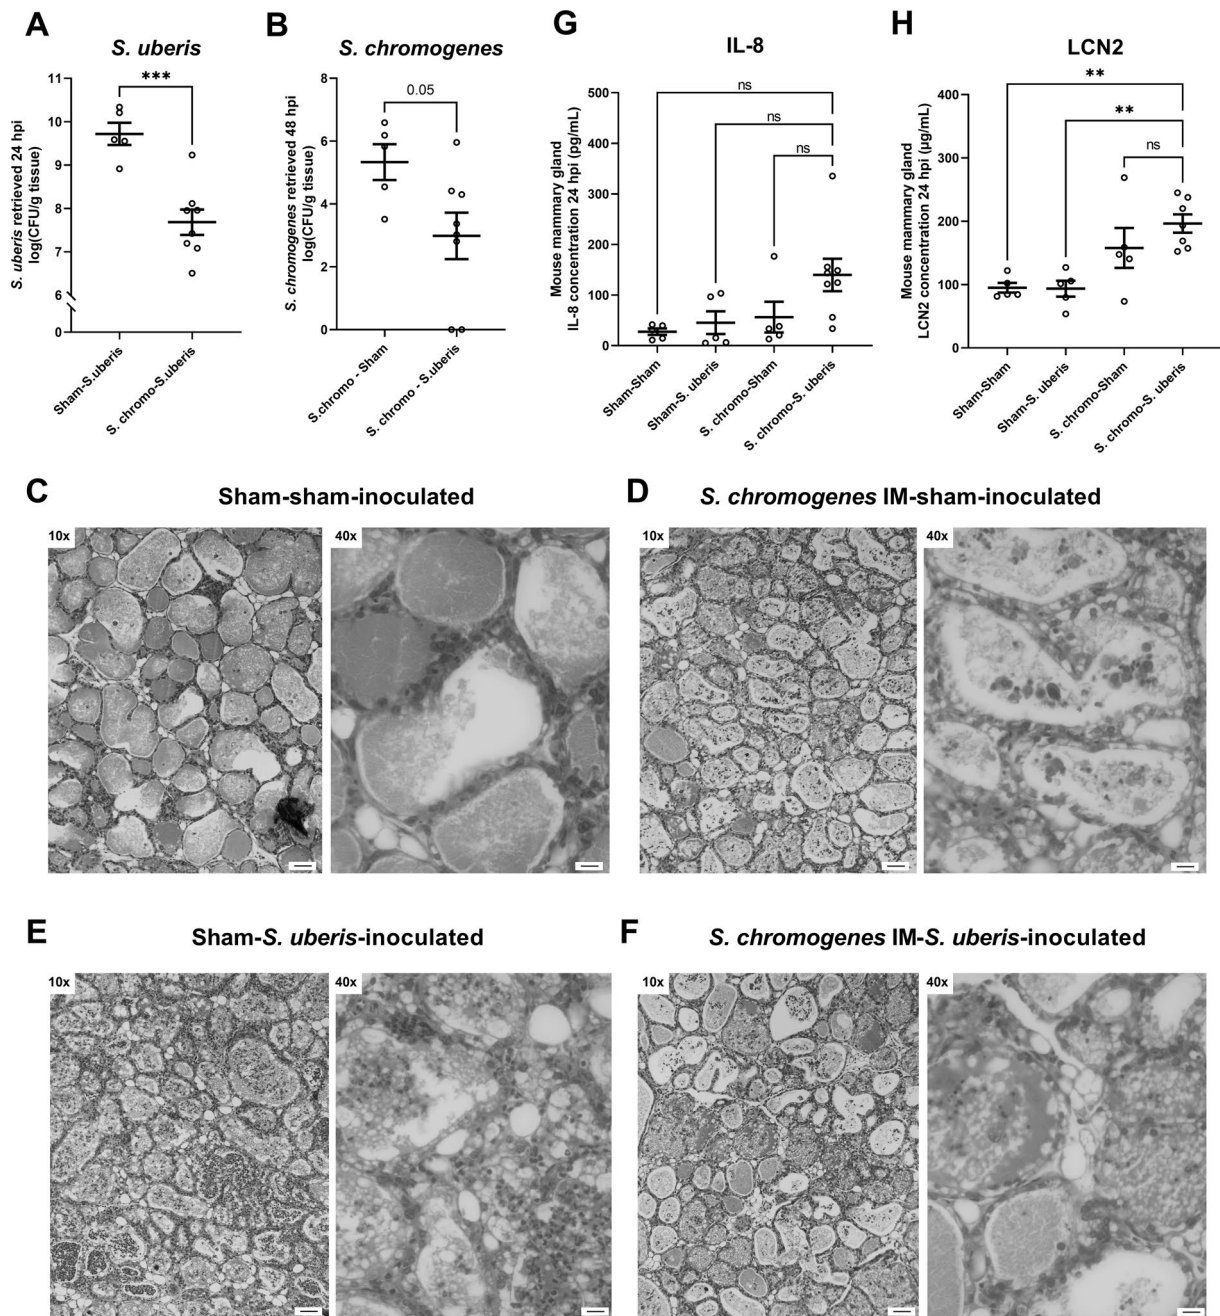 A
S. uberis
S. uberis retrieved 24 hpi
log(CFU/g tissue)
11
10
9
8
7
6
0
***
Sham-S.uberis
S. chromo-S.uberis
B
S. chromogenes
S. chromogenes retrieved 48 hpi
log(CFU/g tissue)
8
6
4
2
0
0.05
S.chromo - Sham
S. chromo - S.uberis
G
IL-8
Mouse mammary gland
IL-8 concentration 24 hpi (pg/mL)
500
400
300
200
100
0
ns
ns
ns
Sham-Sham
Sham-S. uberis
S. chromo-Sham
S. chromo-S. uberis
H
LCN2
Mouse mammary gland
LCN2 concentration 24 hpi (µg/mL)
400
300
200
100
0
**
**
ns
Sham-Sham
Sham-S. uberis
S. chromo-Sham
S. chromo-S. uberis
C
Sham-sham-inoculated
10x
40x
D
S. chromogenes IM-sham-inoculated
10x
40x
E
Sham-S. uberis-inoculated
10x
40x
F
S. chromogenes IM-S. uberis-inoculated
10x
40x